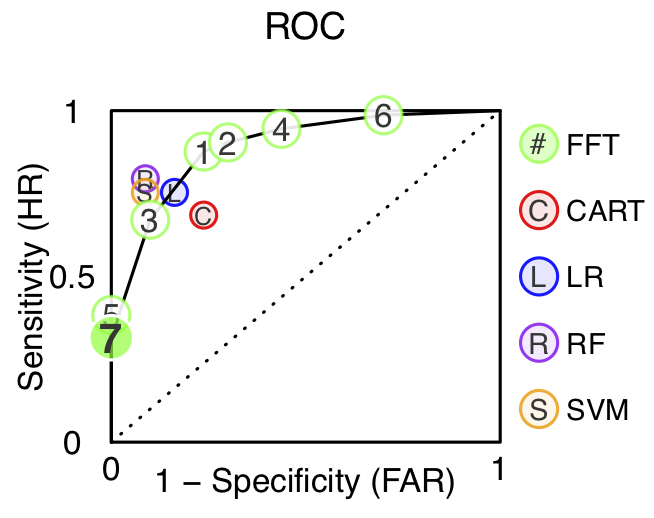 ROC
1
0.5
0
Sensitivity (HR)
0
1 − Specificity (FAR)
1
1
2
4
6
R
S
L
3
C
5
7
# FFT
C CART
L LR
R RF
S SVM